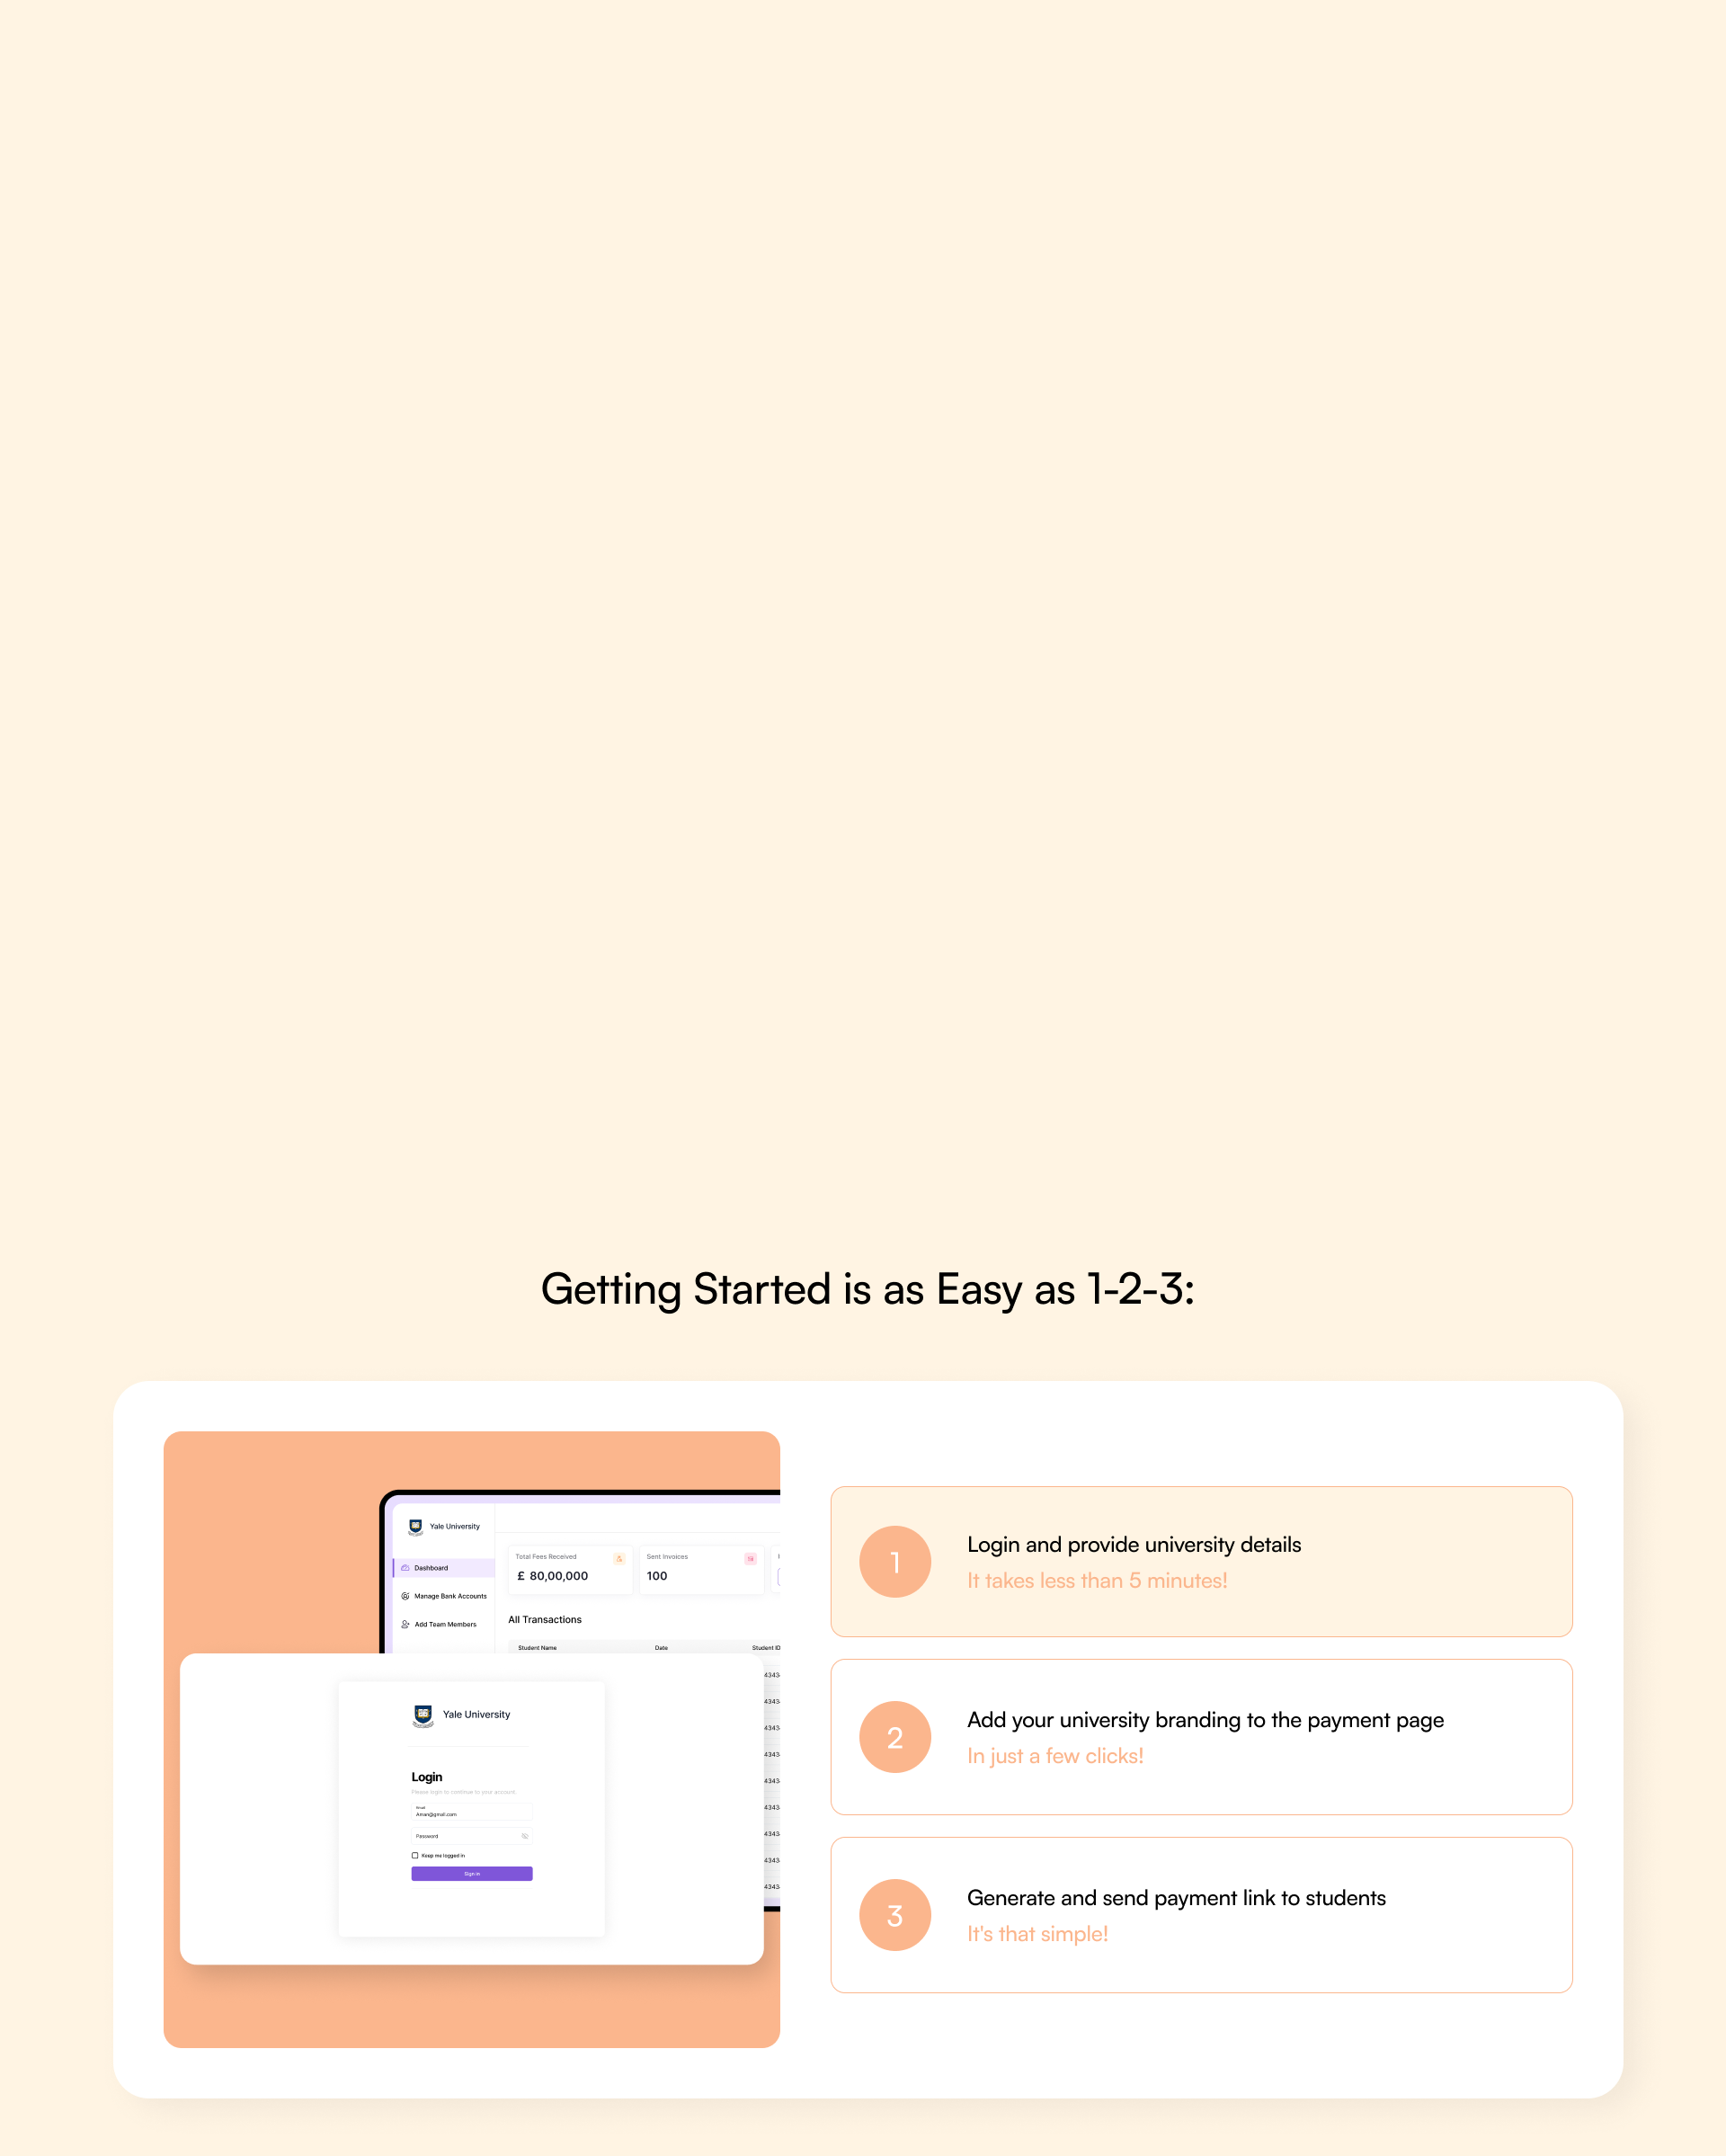 Getting Started is as Easy as 1-2-3:
Yale University
Dashboard
Manage Bank Accounts
Add Team Members
Total Fees Received
£ 80,00,000
Sent Invoices
100
All Transactions
Student Name Date Student ID
4343
4343
4343
4343
4343
4343
4343
4343
4343
Yale University
Login
Please login to continue to your account.
Email
Aman@gmail.com
Password
Keep me logged in
Sign in
1
Login and provide university details
It takes less than 5 minutes!
2
Add your university branding to the payment page
In just a few clicks!
3
Generate and send payment link to students
It's that simple!